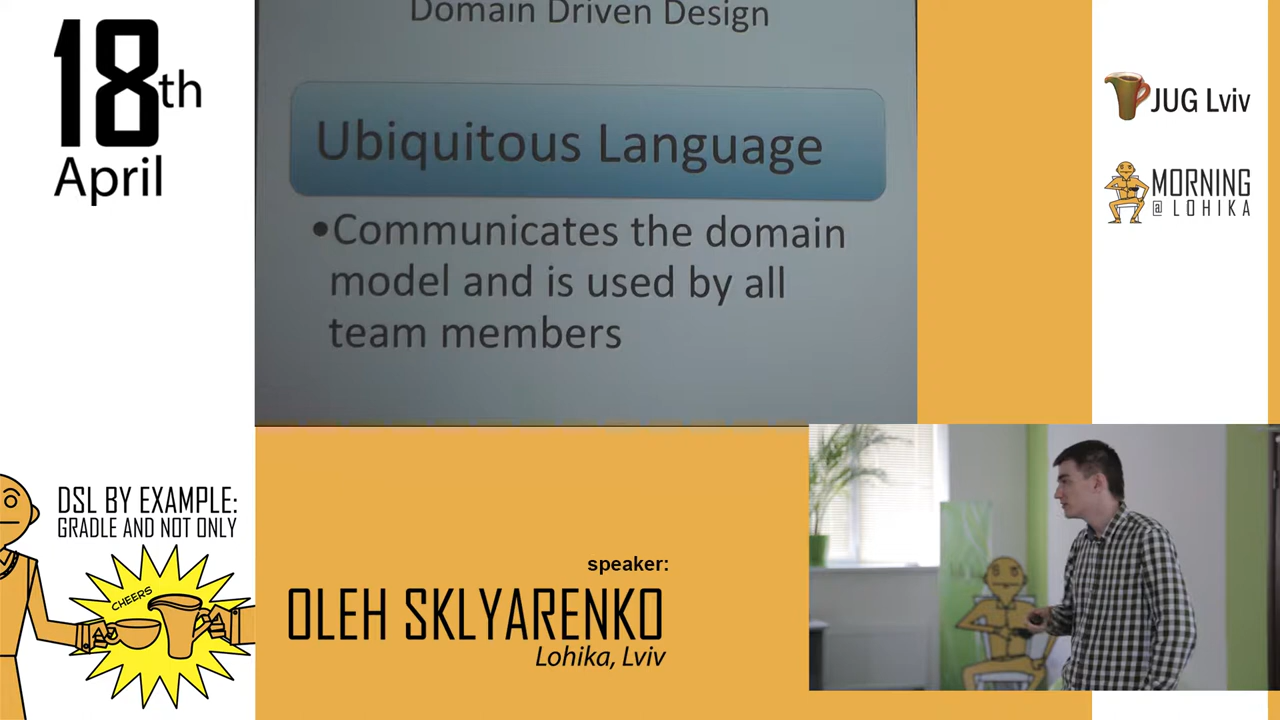 18th
April
Domain Driven Design
Ubiquitous Language
•Communicates the domain
model and is used by all
team members
JUG Lviv
MORNING
@ LOHIKA
DSL BY EXAMPLE:
GRADLE AND NOT ONLY
CHEERS
speaker:
OLEH SKLYARENKO
Lohika, Lviv